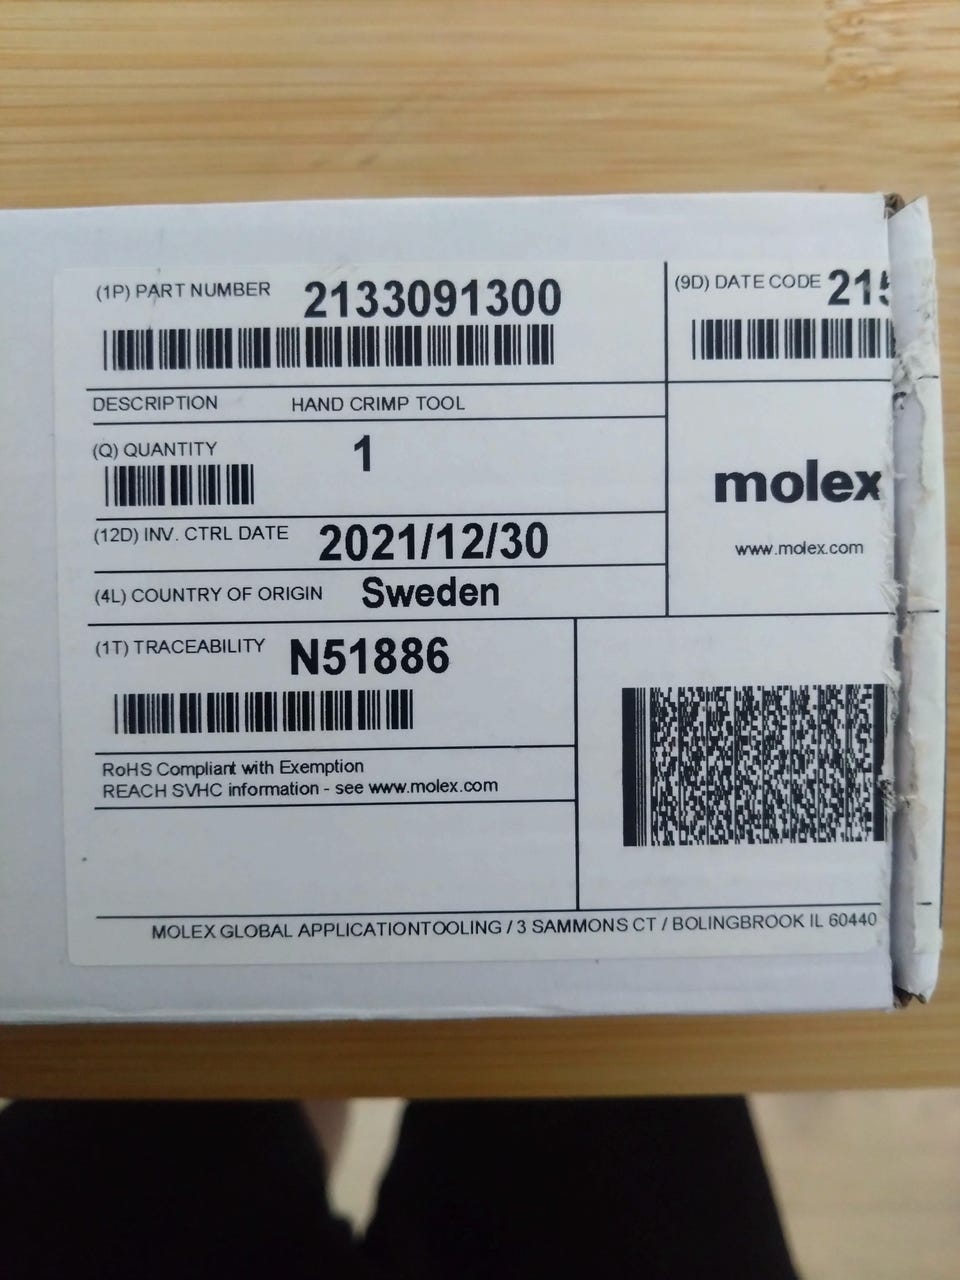 (1P) PART NUMBER 2133091300
(9D) DATE CODE
DESCRIPTION HAND CRIMP TOOL
(Q) QUANTITY 1
molex
www.molex.com
(12D) INV. CTRL DATE 2021/12/30
(4L) COUNTRY OF ORIGIN Sweden
(1T) TRACEABILITY N51886
RoHS Compliant with Exemption
REACH SVHC information - see www.molex.com
MOLEX GLOBAL APPLICATIONTOOLING / 3 SAMMONS CT / BOLINGBROOK IL 60440